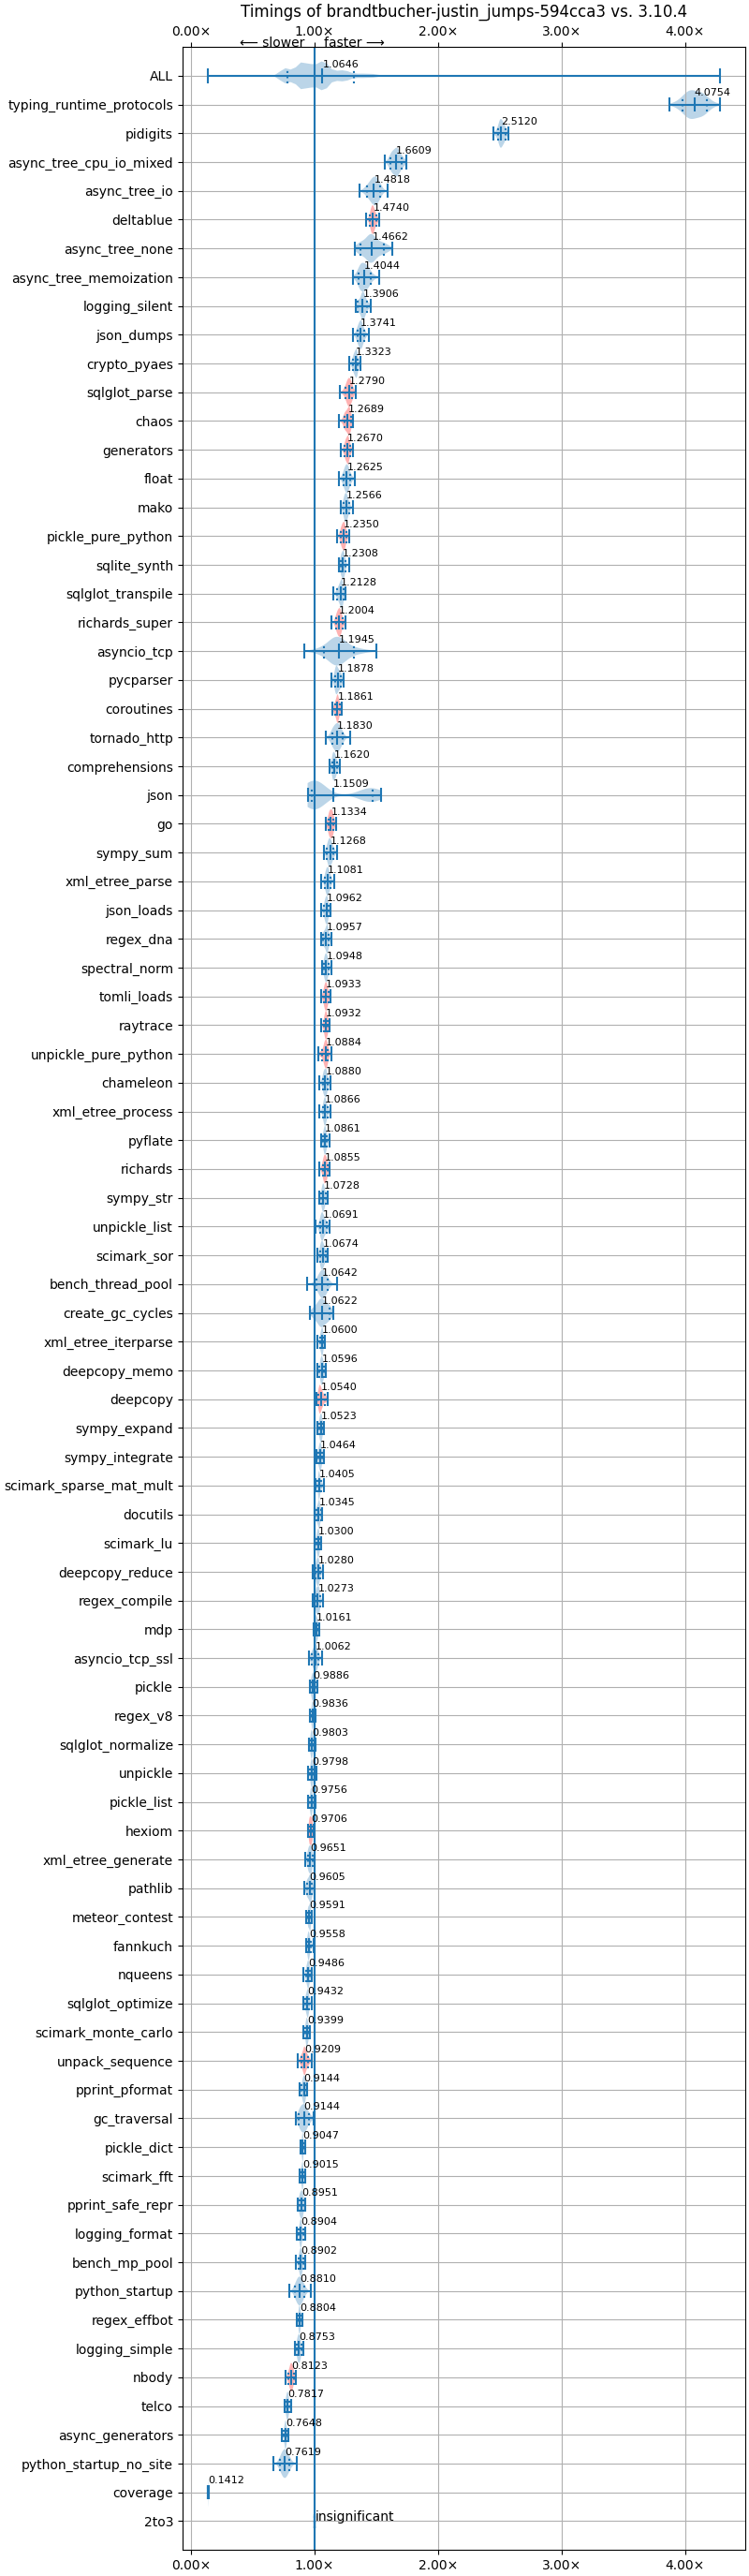 Timings of brandtbucher-justin_jumps-594cca3 vs. 3.10.4
0.00× 1.00× 2.00× 3.00× 4.00×
⟵ slower faster ⟶
ALL 1.0646
typing_runtime_protocols 4.0754
pidigits 2.5120
async_tree_cpu_io_mixed 1.6609
async_tree_io 1.4818
deltablue 1.4740
async_tree_none 1.4662
async_tree_memoization 1.4044
logging_silent 1.3906
json_dumps 1.3741
crypto_pyaes 1.3323
sqlglot_parse 1.2790
chaos 1.2689
generators 1.2670
float 1.2625
mako 1.2566
pickle_pure_python 1.2350
sqlite_synth 1.2308
sqlglot_transpile 1.2128
richards_super 1.2004
asyncio_tcp 1.1945
pycparser 1.1878
coroutines 1.1861
tornado_http 1.1830
comprehensions 1.1620
json 1.1509
go 1.1334
sympy_sum 1.1268
xml_etree_parse 1.1081
json_loads 1.0962
regex_dna 1.0957
spectral_norm 1.0948
tomli_loads 1.0933
raytrace 1.0932
unpickle_pure_python 1.0884
chameleon 1.0880
xml_etree_process 1.0866
pyflate 1.0861
richards 1.0855
sympy_str 1.0728
unpickle_list 1.0691
scimark_sor 1.0674
bench_thread_pool 1.0642
create_gc_cycles 1.0622
xml_etree_iterparse 1.0600
deepcopy_memo 1.0596
deepcopy 1.0540
sympy_expand 1.0523
sympy_integrate 1.0464
scimark_sparse_mat_mult 1.0405
docutils 1.0345
scimark_lu 1.0300
deepcopy_reduce 1.0280
regex_compile 1.0273
mdp 1.0161
asyncio_tcp_ssl 1.0062
pickle 0.9886
regex_v8 0.9836
sqlglot_normalize 0.9803
unpickle 0.9798
pickle_list 0.9756
hexiom 0.9706
xml_etree_generate 0.9651
pathlib 0.9605
meteor_contest 0.9591
fannkuch 0.9558
nqueens 0.9486
sqlglot_optimize 0.9432
scimark_monte_carlo 0.9399
unpack_sequence 0.9209
pprint_pformat 0.9144
gc_traversal 0.9144
pickle_dict 0.9047
scimark_fft 0.9015
pprint_safe_repr 0.8951
logging_format 0.8904
bench_mp_pool 0.8902
python_startup 0.8810
regex_effbot 0.8804
logging_simple 0.8753
nbody 0.8123
telco 0.7817
async_generators 0.7648
python_startup_no_site 0.7619
coverage 0.1412
2to3 insignificant
0.00× 1.00× 2.00× 3.00× 4.00×